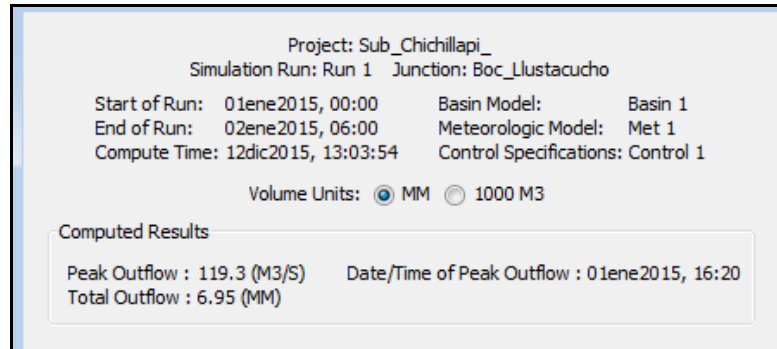 Project: Sub_Chichillapi_
Simulation Run: Run 1 Junction: Boc_Llustacucho
Start of Run: 01ene2015, 00:00 Basin Model: Basin 1
End of Run: 02ene2015, 06:00 Meteorologic Model: Met 1
Compute Time: 12dic2015, 13:03:54 Control Specifications: Control 1
Volume Units: MM 1000 M3
Computed Results
Peak Outflow : 119.3 (M3/S) Date/Time of Peak Outflow : 01ene2015, 16:20
Total Outflow : 6.95 (MM)